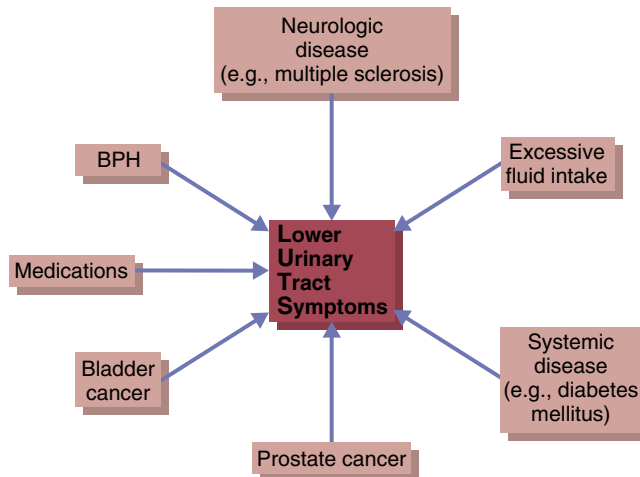 Neurologic
disease
(e.g., multiple sclerosis)
BPH
Excessive
fluid intake
Lower
Urinary
Tract
Symptoms
Medications
Bladder
cancer
Systemic
disease
(e.g., diabetes
mellitus)
Prostate cancer